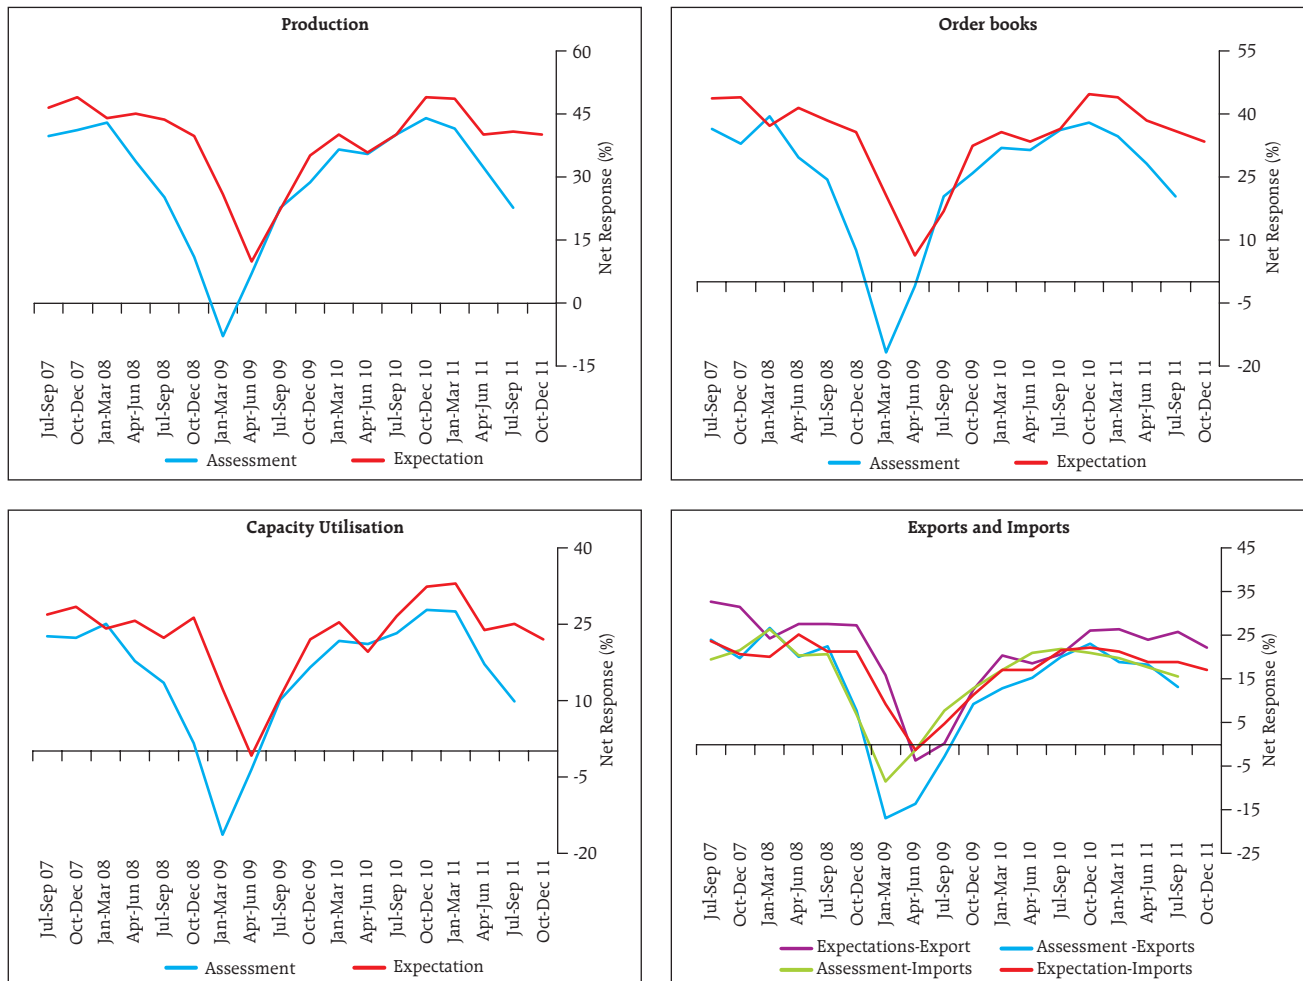 Production
60
45
30
15
0
-15
Net Response (%)
Jul-Sep 07
Oct-Dec 07
Jan-Mar 08
Apr-Jun 08
Jul-Sep 08
Oct-Dec 08
Jan-Mar 09
Apr-Jun 09
Jul-Sep 09
Oct-Dec 09
Jan-Mar 10
Apr-Jun 10
Jul-Sep 10
Oct-Dec 10
Jan-Mar 11
Apr-Jun 11
Jul-Sep 11
Oct-Dec 11
Assessment Expectation
Order books
55
40
25
10
-5
-20
Net Response (%)
Jul-Sep 07
Oct-Dec 07
Jan-Mar 08
Apr-Jun 08
Jul-Sep 08
Oct-Dec 08
Jan-Mar 09
Apr-Jun 09
Jul-Sep 09
Oct-Dec 09
Jan-Mar 10
Apr-Jun 10
Jul-Sep 10
Oct-Dec 10
Jan-Mar 11
Apr-Jun 11
Jul-Sep 11
Oct-Dec 11
Assessment Expectation
Capacity Utilisation
40
25
10
-5
-20
Net Response (%)
Jul-Sep 07
Oct-Dec 07
Jan-Mar 08
Apr-Jun 08
Jul-Sep 08
Oct-Dec 08
Jan-Mar 09
Apr-Jun 09
Jul-Sep 09
Oct-Dec 09
Jan-Mar 10
Apr-Jun 10
Jul-Sep 10
Oct-Dec 10
Jan-Mar 11
Apr-Jun 11
Jul-Sep 11
Oct-Dec 11
Assessment Expectation
Exports and Imports
45
35
25
15
5
-5
-15
-25
Net Response (%)
Jul-Sep 07
Oct-Dec 07
Jan-Mar 08
Apr-Jun 08
Jul-Sep 08
Oct-Dec 08
Jan-Mar 09
Apr-Jun 09
Jul-Sep 09
Oct-Dec 09
Jan-Mar 10
Apr-Jun 10
Jul-Sep 10
Oct-Dec 10
Jan-Mar 11
Apr-Jun 11
Jul-Sep 11
Oct-Dec 11
Expectations-Export Assessment -Exports
Assessment-Imports Expectation-Imports